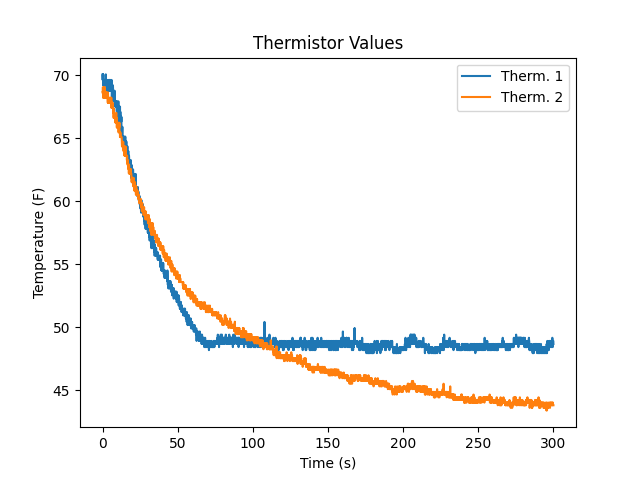 Thermistor Values
Therm. 1
Therm. 2
Temperature (F)
70
65
60
55
50
45
0 50 100 150 200 250 300
Time (s)